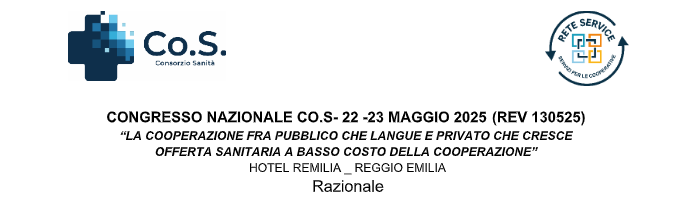 Co.S.
Consorzio Sanità
RETE SERVICE
SERVIZI PER LE COOPERATIVE
CONGRESSO NAZIONALE CO.S- 22 -23 MAGGIO 2025 (REV 130525)
“LA COOPERAZIONE FRA PUBBLICO CHE LANGUE E PRIVATO CHE CRESCE
OFFERTA SANITARIA A BASSO COSTO DELLA COOPERAZIONE”
HOTEL REMILIA _ REGGIO EMILIA
Razionale